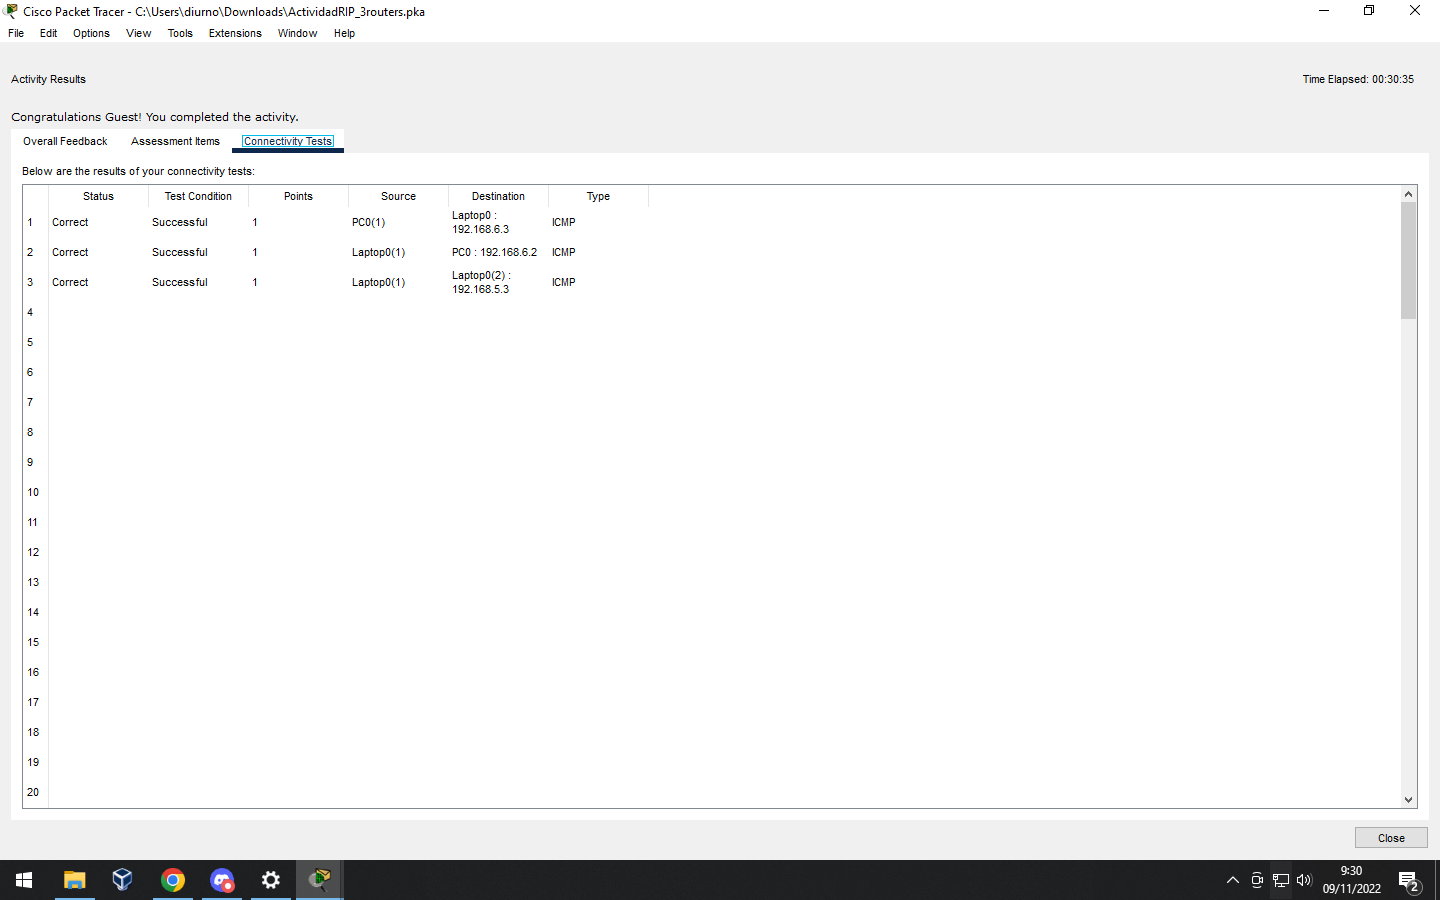 Cisco Packet Tracer - C:\Users\diurno\Downloads\ActividadRIP_3routers.pka
File Edit Options View Tools Extensions Window Help
Activity Results
Time Elapsed: 00:30:35
Congratulations Guest! You completed the activity.
Overall Feedback Assessment Items Connectivity Tests
Below are the results of your connectivity tests:
Status Test Condition Points Source Destination Type
1 Correct Successful 1 PC0(1) Laptop0 : 192.168.6.3 ICMP
2 Correct Successful 1 Laptop0(1) PC0 : 192.168.6.2 ICMP
3 Correct Successful 1 Laptop0(1) Laptop0(2) : 192.168.5.3 ICMP
4
5
6
7
8
9
10
11
12
13
14
15
16
17
18
19
20
Close
9:30
09/11/2022
2